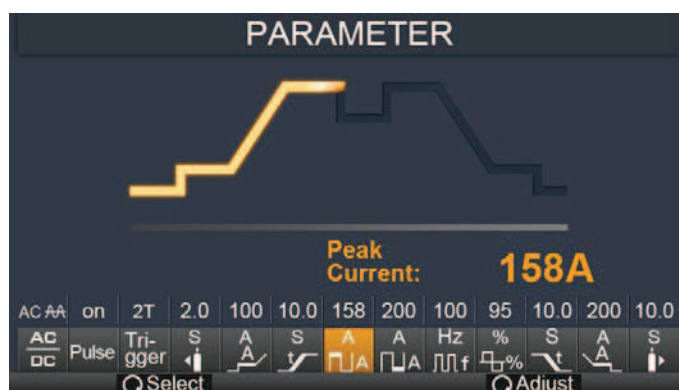 PARAMETER
Peak
Current: 158A
AC on 2T 2.0 100 10.0 158 200 100 95 10.0 200 10.0
AC DC Pulse Tri-gger S A S A A Hz % S A S
A t A A f % t A
Select Adjust